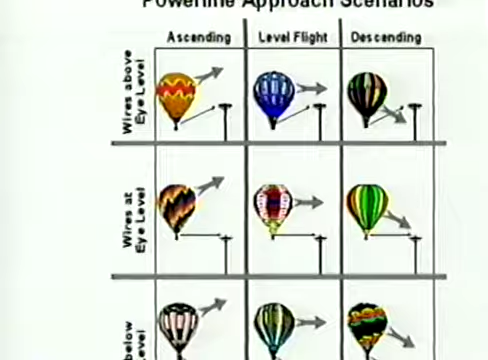 Powerline Approach Scenarios
Ascending
Level Flight
Descending
Wires above
Eye Level
Wires at
Eye Level
below
Level